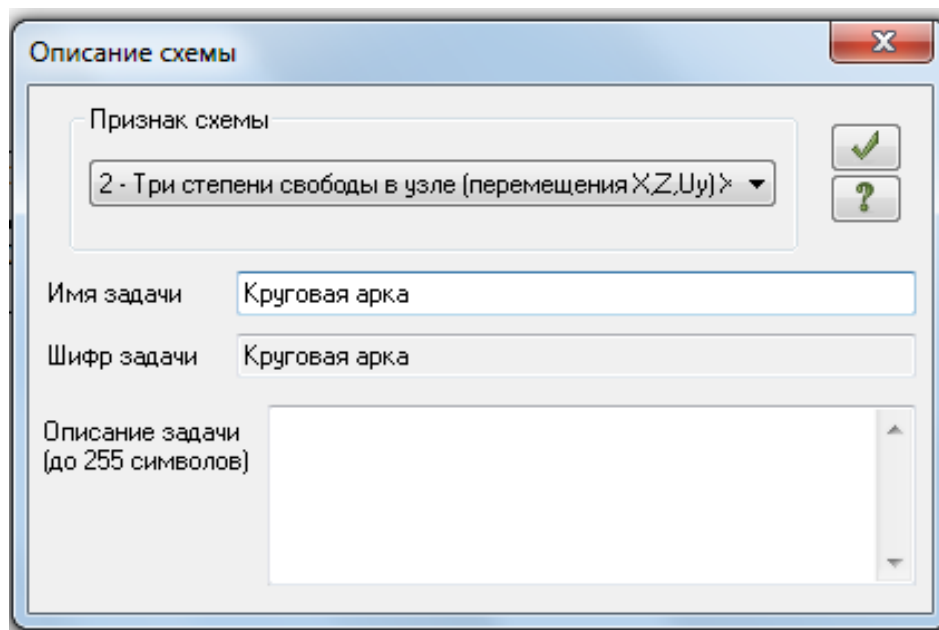 Описание схемы
Признак схемы
2 - Три степени свободы в узле (перемещения X,Z,Uy) X
Имя задачи Круговая арка
Шифр задачи Круговая арка
Описание задачи
(до 255 символов)